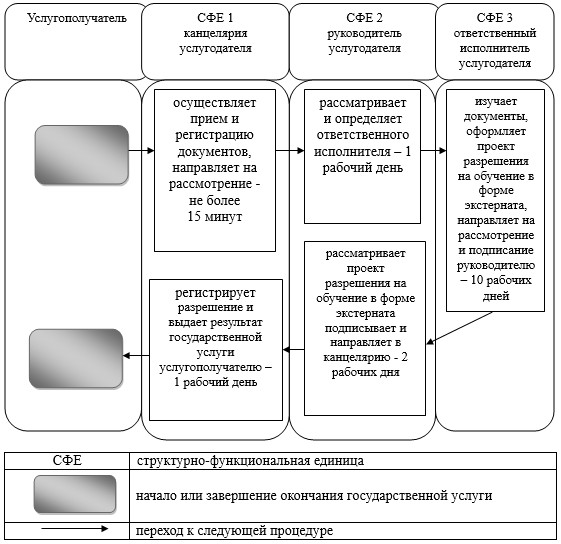 Услугополучатель
СФЕ 1
канцелярия
услугодателя
СФЕ 2
руководитель
услугодателя
СФЕ 3
ответственный
исполнитель
услугодателя
осуществляет
прием и
регистрацию
документов,
направляет на
рассмотрение -
не более
15 минут
рассматривает
и определяет
ответственного
исполнителя – 1
рабочий день
изучает
документы,
оформляет
проект
разрешения
на обучение в
форме
экстерната,
направляет на
рассмотрение
и подписание
руководителю
– 10 рабочих
дней
рассматривает
проект
разрешения на
обучение в форме
экстерната
подписывает и
направляет в
канцелярию - 2
рабочих дня
регистрирует
разрешение и
выдает результат
государственной
услуги
услугополучателю –
1 рабочий день
СФЕ
структурно-функциональная единица
начало или завершение окончания государственной услуги
переход к следующей процедуре